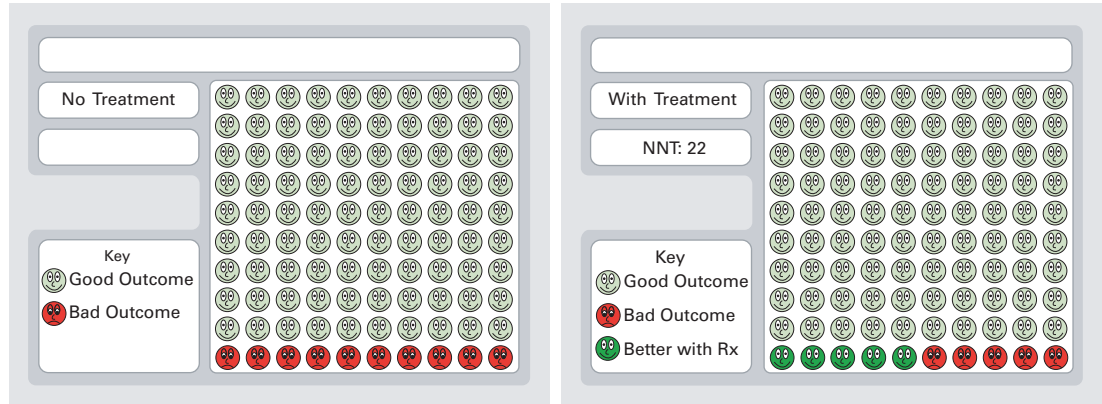 No Treatment
Key
Good Outcome
Bad Outcome
With Treatment
NNT: 22
Key
Good Outcome
Bad Outcome
Better with Rx